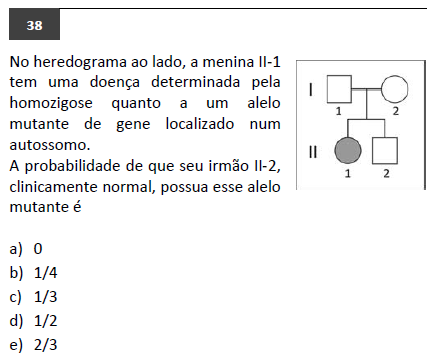 38
No heredograma ao lado, a menina II-1
tem uma doença determinada pela
homozigose quanto a um alelo
mutante de gene localizado num
autossomo.
A probabilidade de que seu irmão II-2,
clinicamente normal, possua esse alelo
mutante é
I
1 2
II
1 2
a) 0
b) 1/4
c) 1/3
d) 1/2
e) 2/3